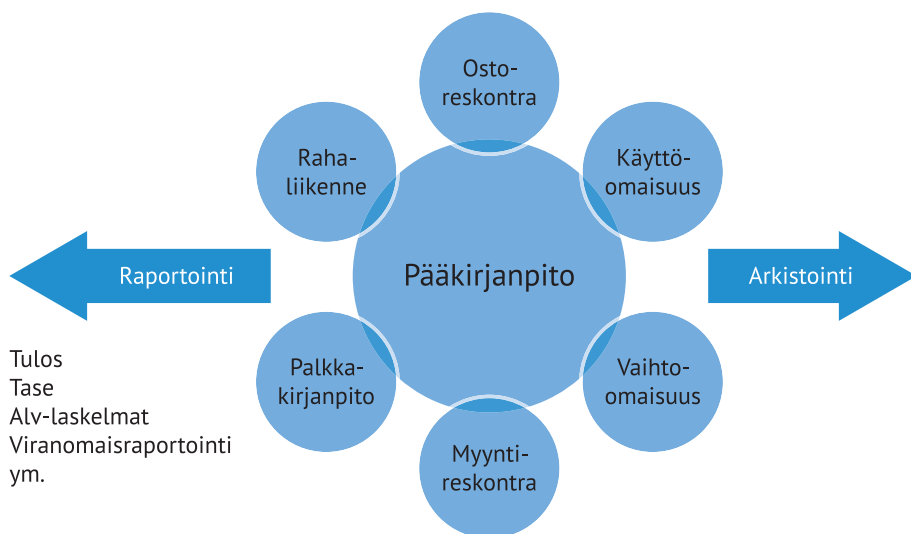 Osto-
reskontra
Raha-
liikenne
Käyttö-
omaisuus
Raportointi
Pääkirjanpito
Arkistointi
Tulos
Tase
Alv-laskelmat
Viranomaisraportointi
ym.
Palkka-
kirjanpito
Vaihto-
omaisuus
Myynti-
reskontra